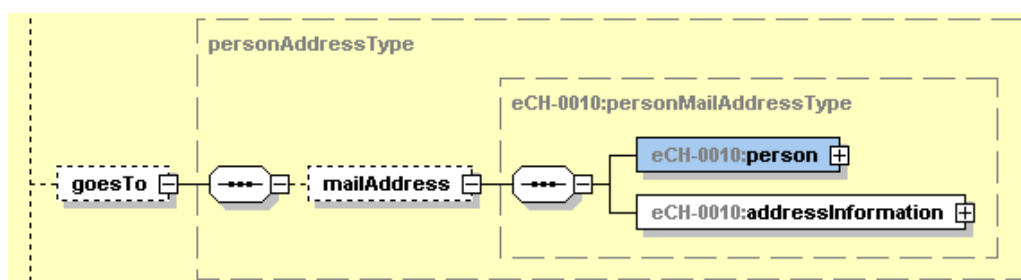 personAddressType
eCH-0010:personMailAddressType
eCH-0010:person
goesTo
mailAddress
eCH-0010:addressInformation